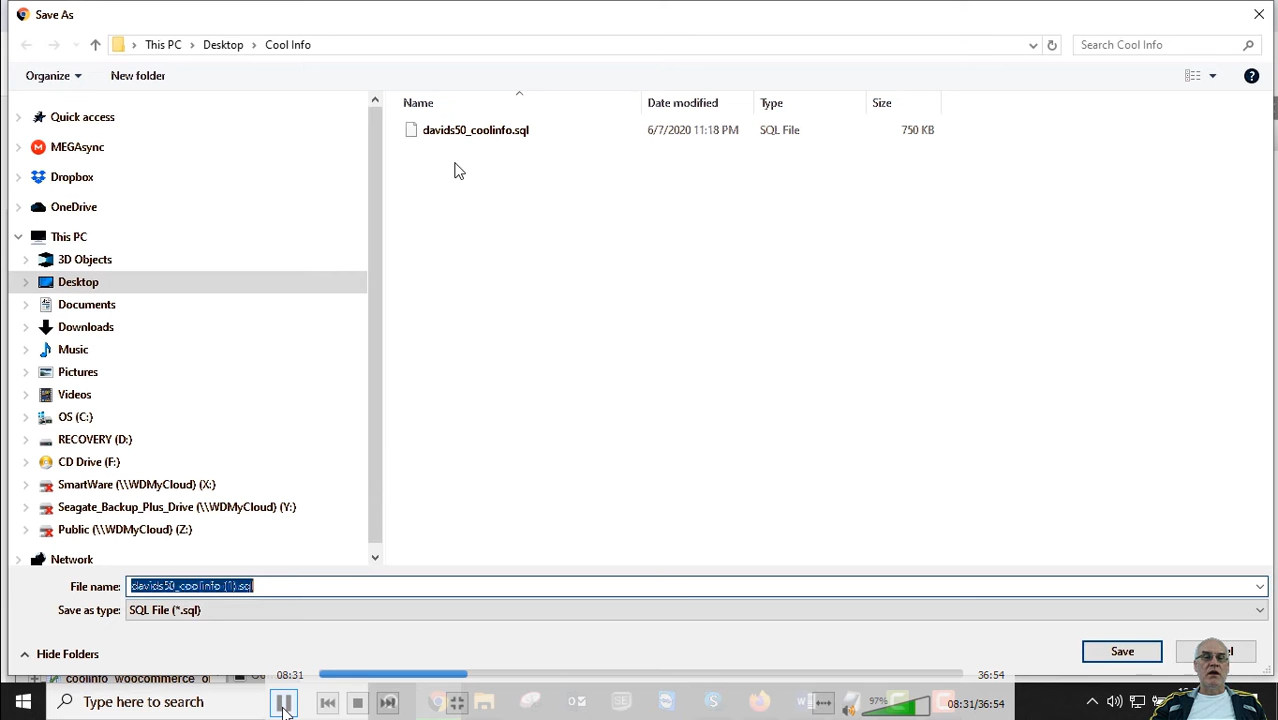 Save As
This PC > Desktop > Cool Info
Search Cool Info
Organize
New folder
Name
Date modified
Type
Size
davids50_coolinfo.sql
6/7/2020 11:18 PM
SQL File
750 KB
Quick access
MEGAsync
Dropbox
OneDrive
This PC
3D Objects
Desktop
Documents
Downloads
Music
Pictures
Videos
OS (C:)
RECOVERY (D:)
CD Drive (F:)
SmartWare (\\WDMyCloud) (X:)
Seagate_Backup_Plus_Drive (\\WDMyCloud) (Y:)
Public (\\WDMyCloud) (Z:)
Network
File name: davids50_coolinfo (1).sql
Save as type: SQL File (*.sql)
Hide Folders
Save
08:31
36:54
coolinfo_woocommerce_o
Type here to search
97%
08:31/36:54